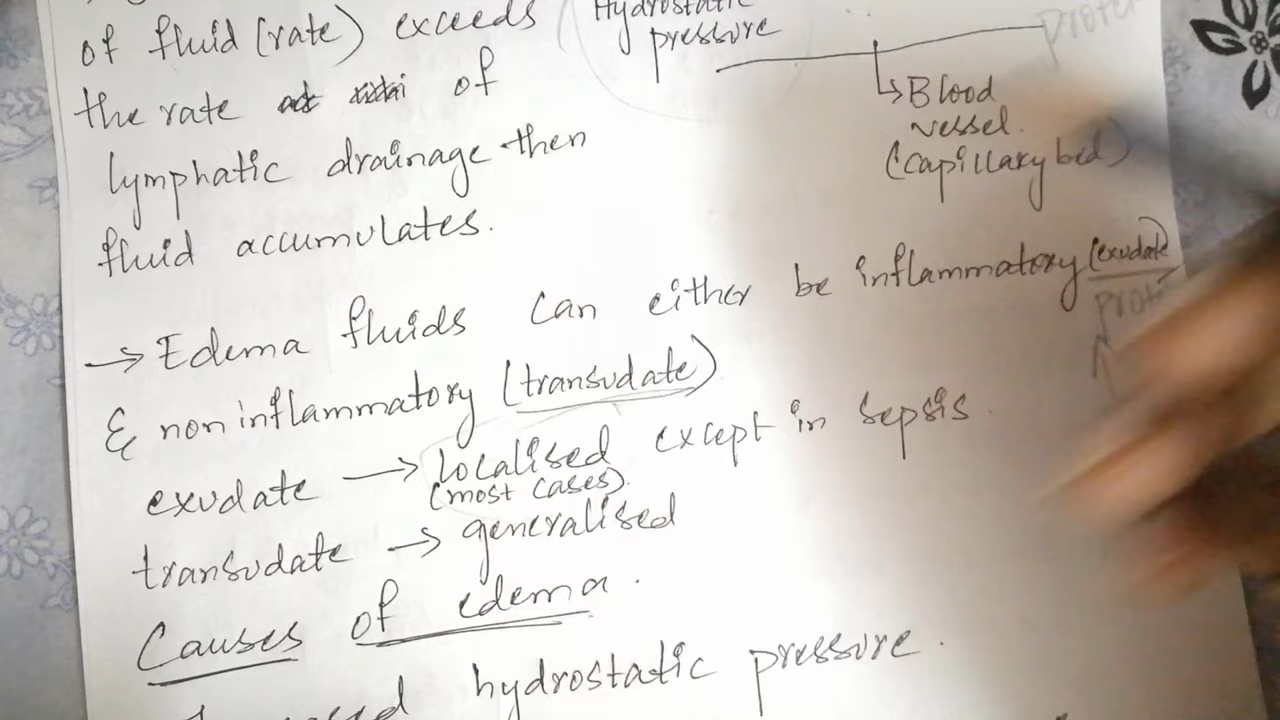 of fluid (rate) exceeds
the rate of
lymphatic drainage then
fluid accumulates.
Hydrostatic
pressure
Blood
vessel.
(capillary bed)
→ Edema fluids can either be inflammatory (exudate)
& noninflammatory (transudate)
exudate → localised except in sepsis.
(most cases).
transudate → generalised
Causes of edema.
hydrostatic pressure.